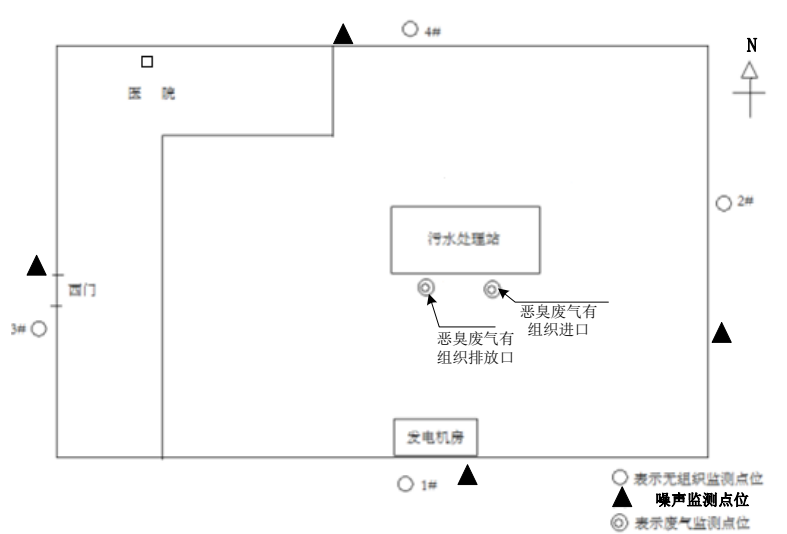 4#
N
医 院
2#
污水处理站
西门
恶臭废气有
组织进口
3#
恶臭废气有
组织排放口
发电机房
1#
表示无组织监测点位
噪声监测点位
表示废气监测点位